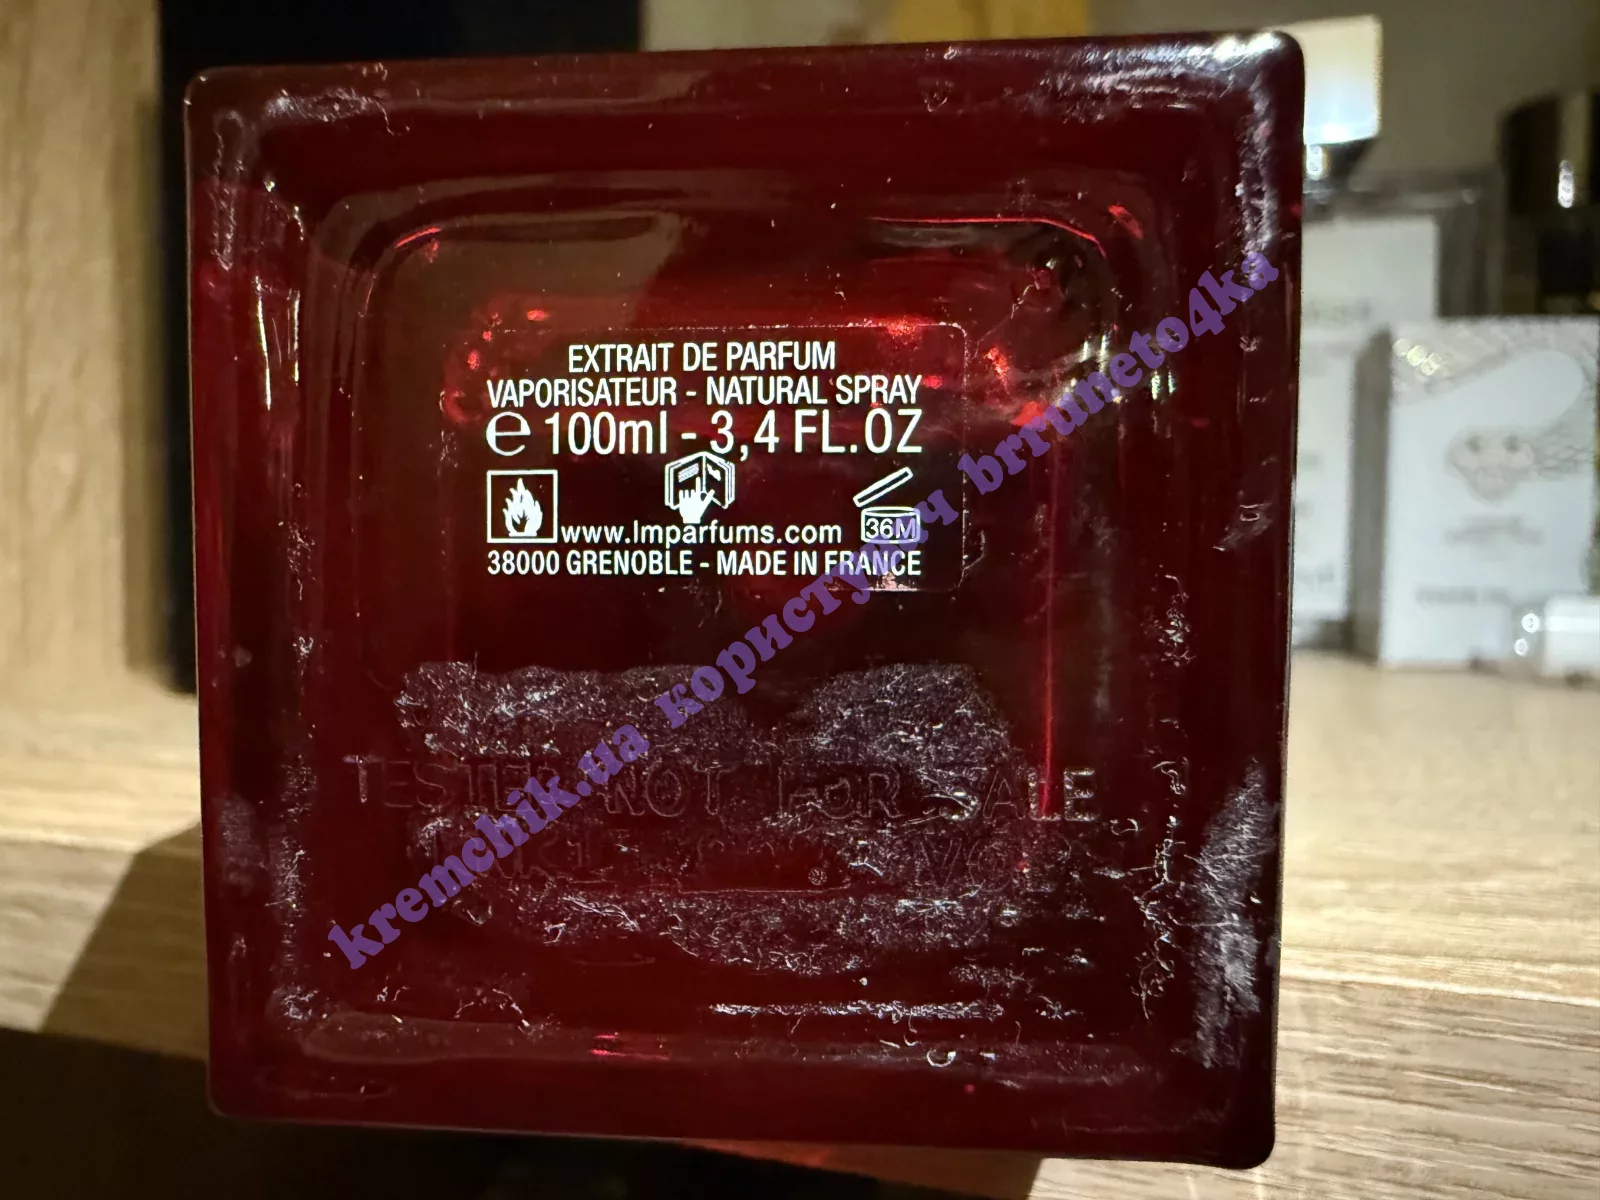 EXTRAIT DE PARFUM
VAPORISATEUR - NATURAL SPRAY
℮ 100ml - 3,4 FL.OZ
www.lmparfums.com 36M
38000 GRENOBLE - MADE IN FRANCE
TESTER NOT FOR SALE
kremchik.ua користувач brruneto4ka